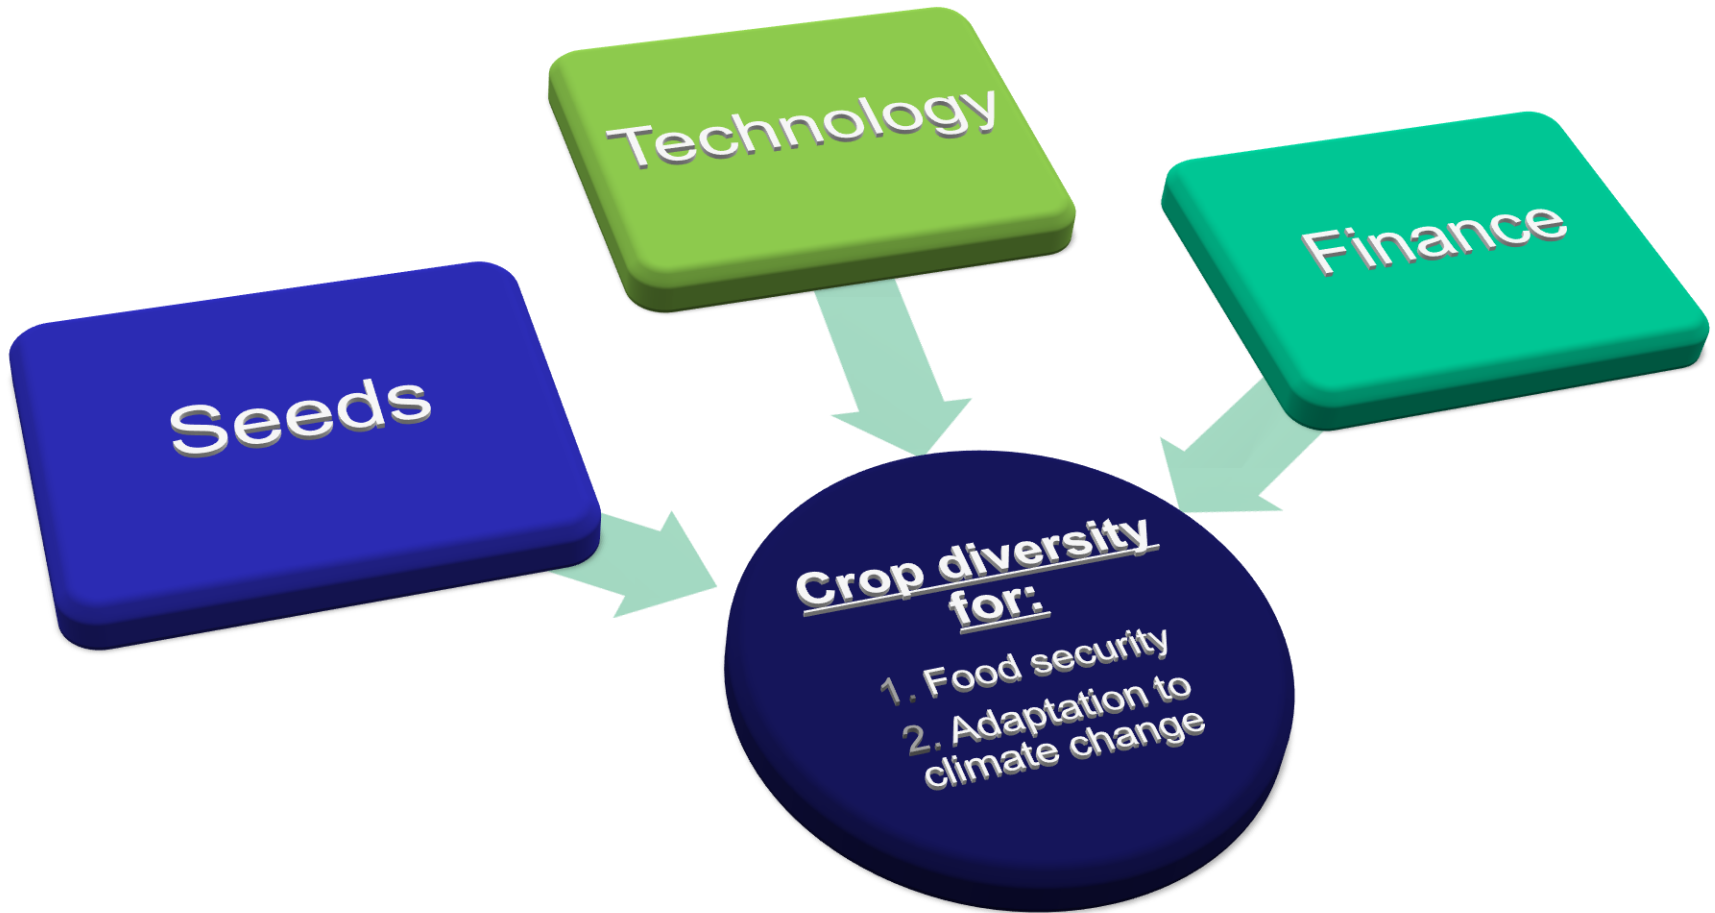 Technology
Finance
Seeds
Crop diversity
for:
1. Food security
2. Adaptation to
climate change